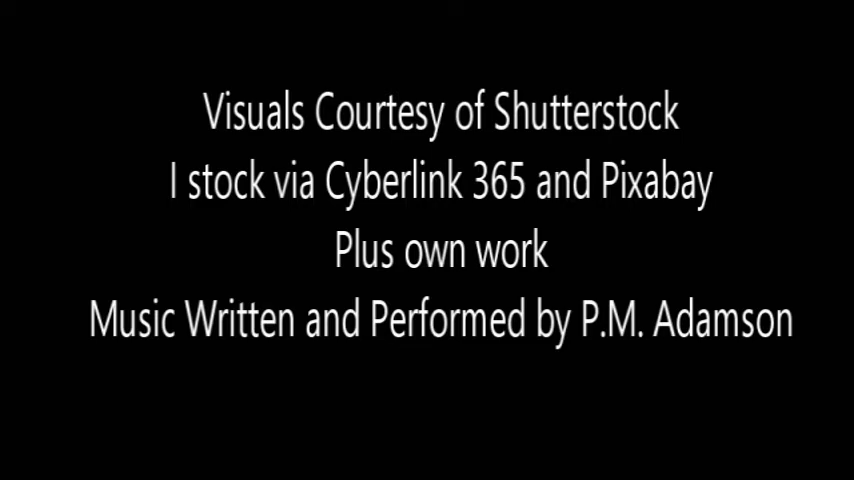 Visuals Courtesy of Shutterstock
I stock via Cyberlink 365 and Pixabay
Plus own work
Music Written and Performed by P.M. Adamson